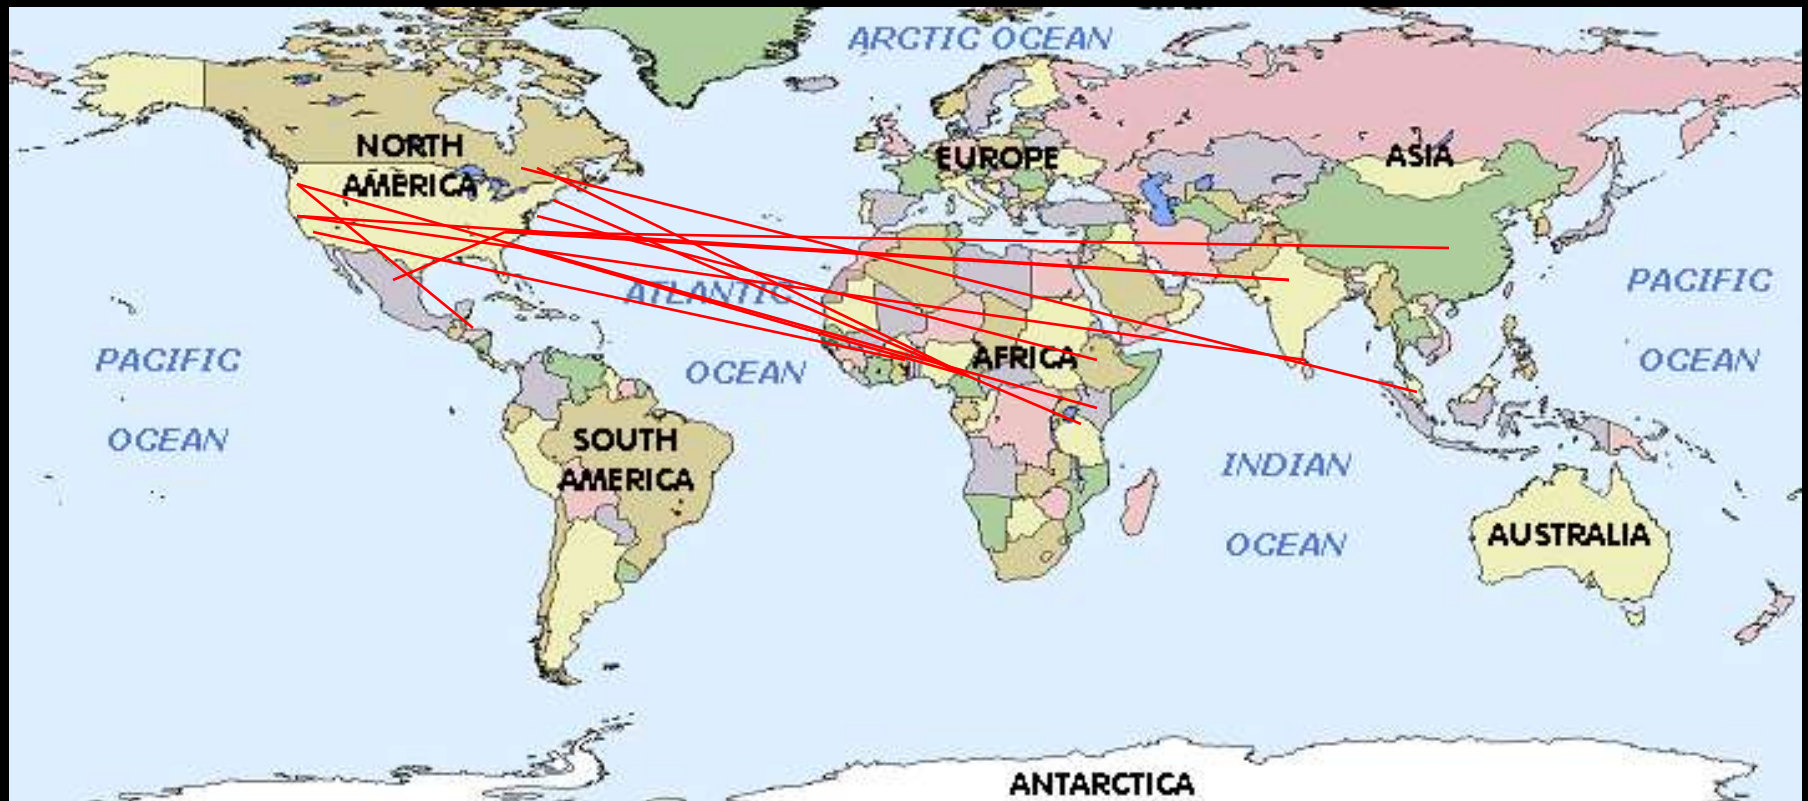 ARCTIC OCEAN
NORTH
AMERICA
EUROPE
ASIA
ATLANTIC
OCEAN
PACIFIC
OCEAN
AFRICA
PACIFIC
OCEAN
SOUTH
AMERICA
INDIAN
OCEAN
AUSTRALIA
ANTARCTICA